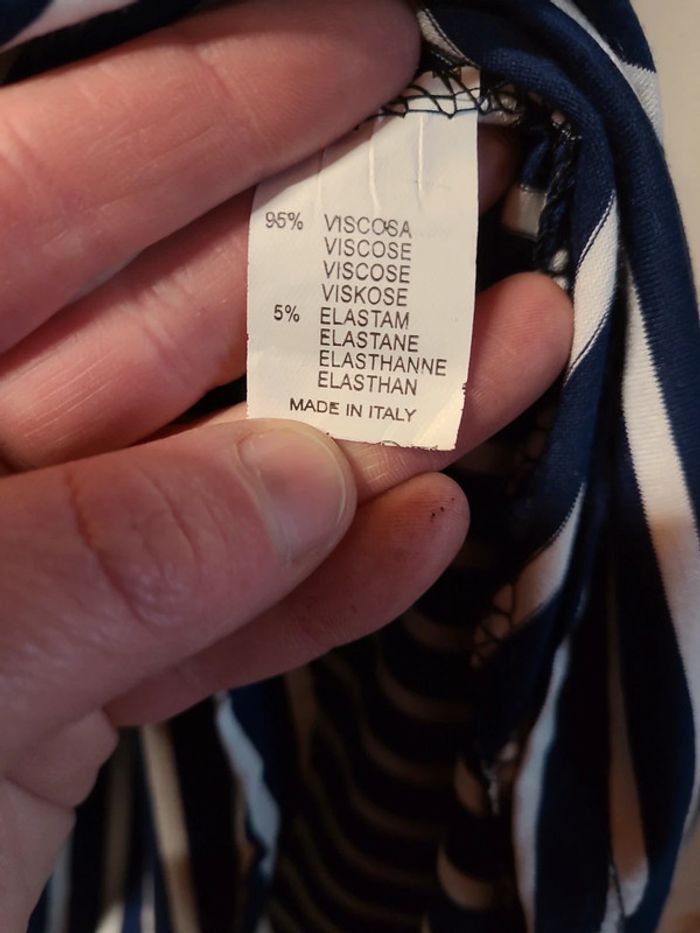 95% VISCOSA
VISCOSE
VISCOSE
VISKOSE
5% ELASTAM
ELASTANE
ELASTHANNE
ELASTHAN
MADE IN ITALY